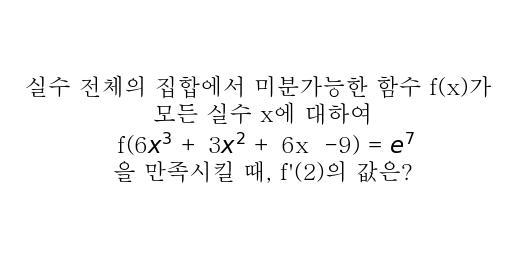 실수 전체의 집합에서 미분가능한 함수 f(x)가
모든 실수 x에 대하여
f(6x³ + 3x² + 6x −9) = e⁷
을 만족시킬 때, f'(2)의 값은?